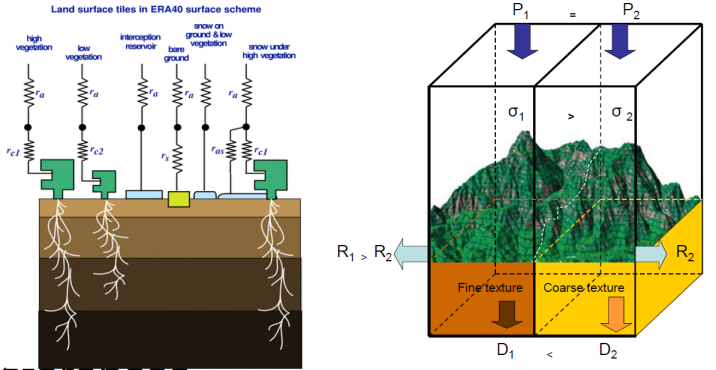 Land surface tiles in ERA40 surface scheme
high
vegetation
low
vegetation
interception
reservoir
bare
ground
snow on
ground & low
vegetation
snow under
high vegetation
ra
ra
ra
ra
ra
ra
rc1
rc2
rs
ras
rc1
P1 = P2
σ1 > σ2
R1 > R2
R2
Fine texture
Coarse texture
D1 < D2